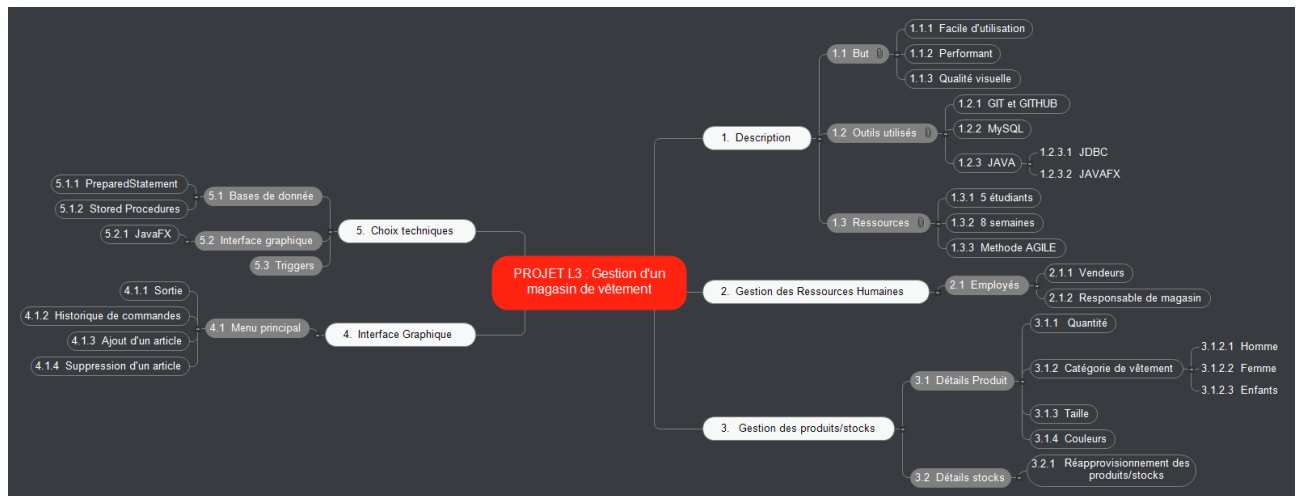 PROJET L3 : Gestion d'un
magasin de vêtement
1. Description
1.1 But
1.1.1 Facile d'utilisation
1.1.2 Performant
1.1.3 Qualité visuelle
1.2 Outils utilisés
1.2.1 GIT et GITHUB
1.2.2 MySQL
1.2.3 JAVA
1.2.3.1 JDBC
1.2.3.2 JAVAFX
1.3 Ressources
1.3.1 5 étudiants
1.3.2 8 semaines
1.3.3 Methode AGILE
2. Gestion des Ressources Humaines
2.1 Employés
2.1.1 Vendeurs
2.1.2 Responsable de magasin
3. Gestion des produits/stocks
3.1 Détails Produit
3.1.1 Quantité
3.1.2 Catégorie de vêtement
3.1.2.1 Homme
3.1.2.2 Femme
3.1.2.3 Enfants
3.1.3 Taille
3.1.4 Couleurs
3.2 Détails stocks
3.2.1 Réapprovisionnement des
produits/stocks
4. Interface Graphique
4.1 Menu principal
4.1.1 Sortie
4.1.2 Historique de commandes
4.1.3 Ajout d'un article
4.1.4 Suppression d'un article
5. Choix techniques
5.1 Bases de donnée
5.1.1 PreparedStatement
5.1.2 Stored Procedures
5.2 Interface graphique
5.2.1 JavaFX
5.3 Triggers